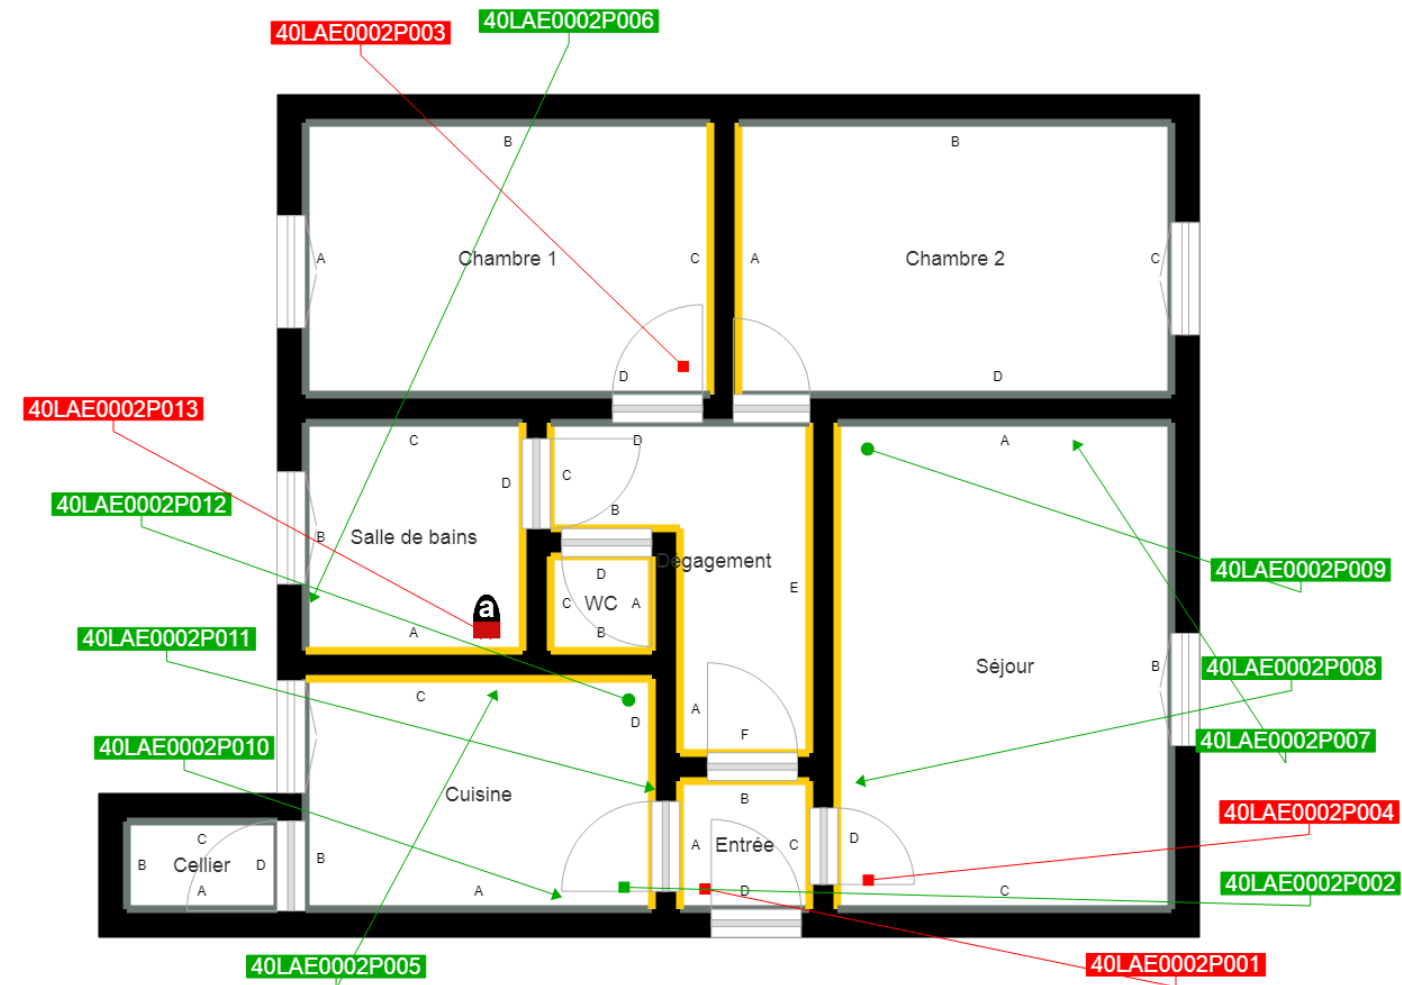 40LAE0002P006
40LAE0002P003
B
B
A
Chambre 1
C
A
Chambre 2
C
D
D
40LAE0002P013
C
D
A
D
C
40LAE0002P012
B
B
Salle de bains
Dégagement
40LAE0002P009
D
E
C
WC
A
a
A
B
40LAE0002P011
Séjour
B
40LAE0002P008
C
A
D
F
40LAE0002P007
40LAE0002P010
Cuisine
B
40LAE0002P004
C
D
B
Cellier
D
B
A
Entrée
C
A
A
D
C
40LAE0002P002
40LAE0002P005
40LAE0002P001